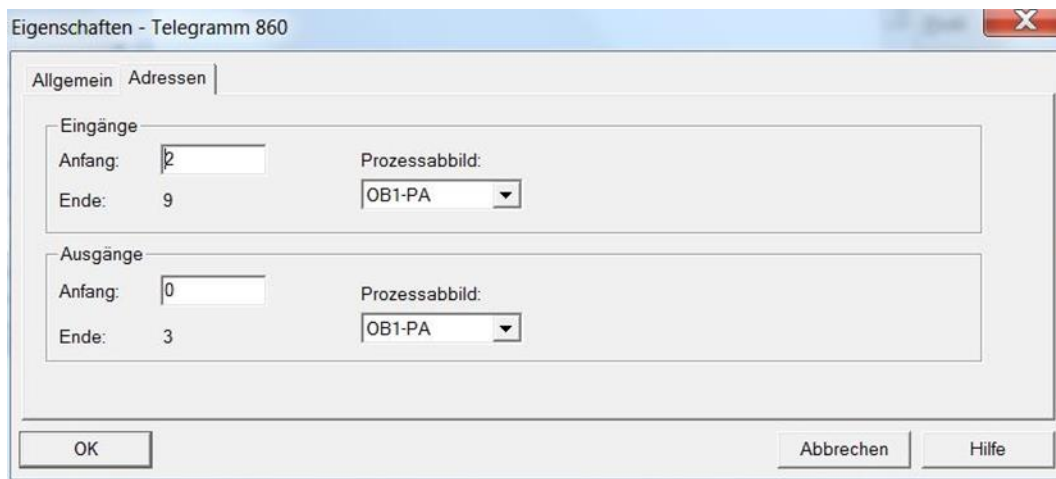 Eigenschaften - Telegramm 860
Allgemein Adressen
Eingänge
Anfang: 2 Prozessabbild:
Ende: 9 OB1-PA
Ausgänge
Anfang: 0 Prozessabbild:
Ende: 3 OB1-PA
OK Abbrechen Hilfe